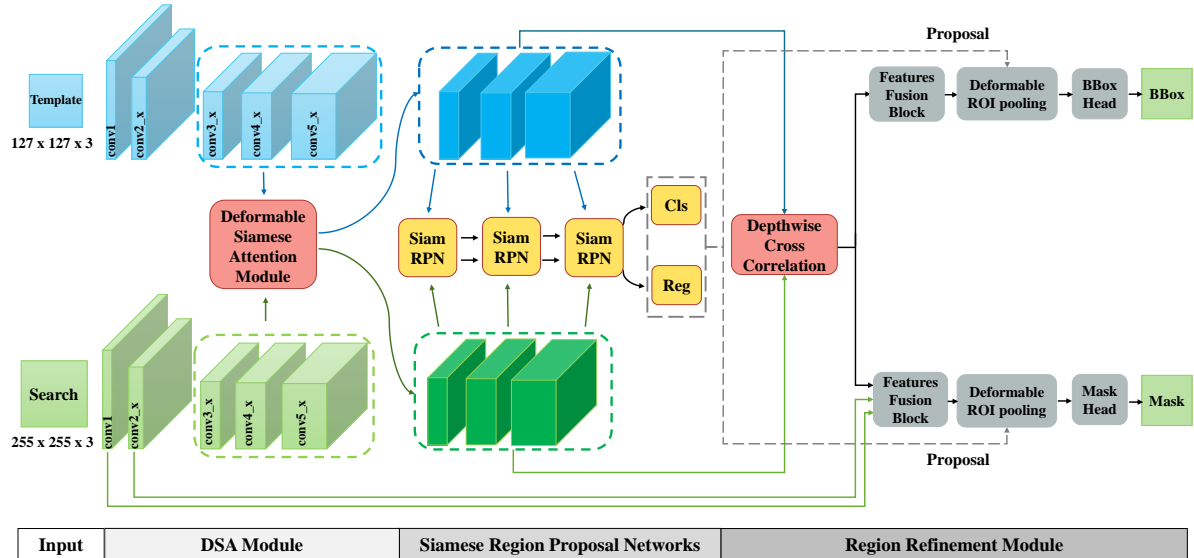 Template
127 x 127 x 3
conv1
conv2_x
conv3_x
conv4_x
conv5_x
Deformable
Siamese
Attention
Module
Search
255 x 255 x 3
conv1
conv2_x
conv3_x
conv4_x
conv5_x
Siam
RPN
Siam
RPN
Siam
RPN
Cls
Reg
Depthwise
Cross
Correlation
Proposal
Features
Fusion
Block
Deformable
ROI pooling
BBox
Head
BBox
Features
Fusion
Block
Deformable
ROI pooling
Mask
Head
Mask
Proposal
Input
DSA Module
Siamese Region Proposal Networks
Region Refinement Module